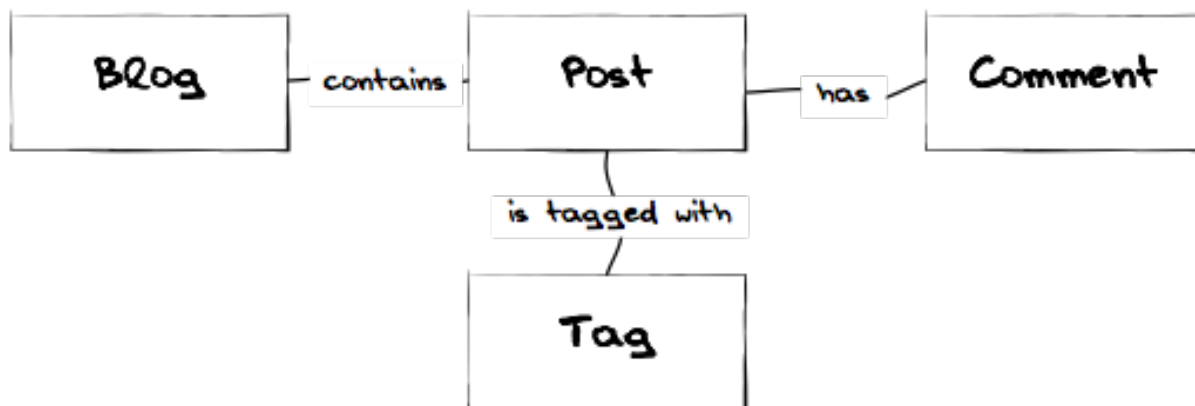 Blog
contains
Post
has
Comment
is tagged with
Tag